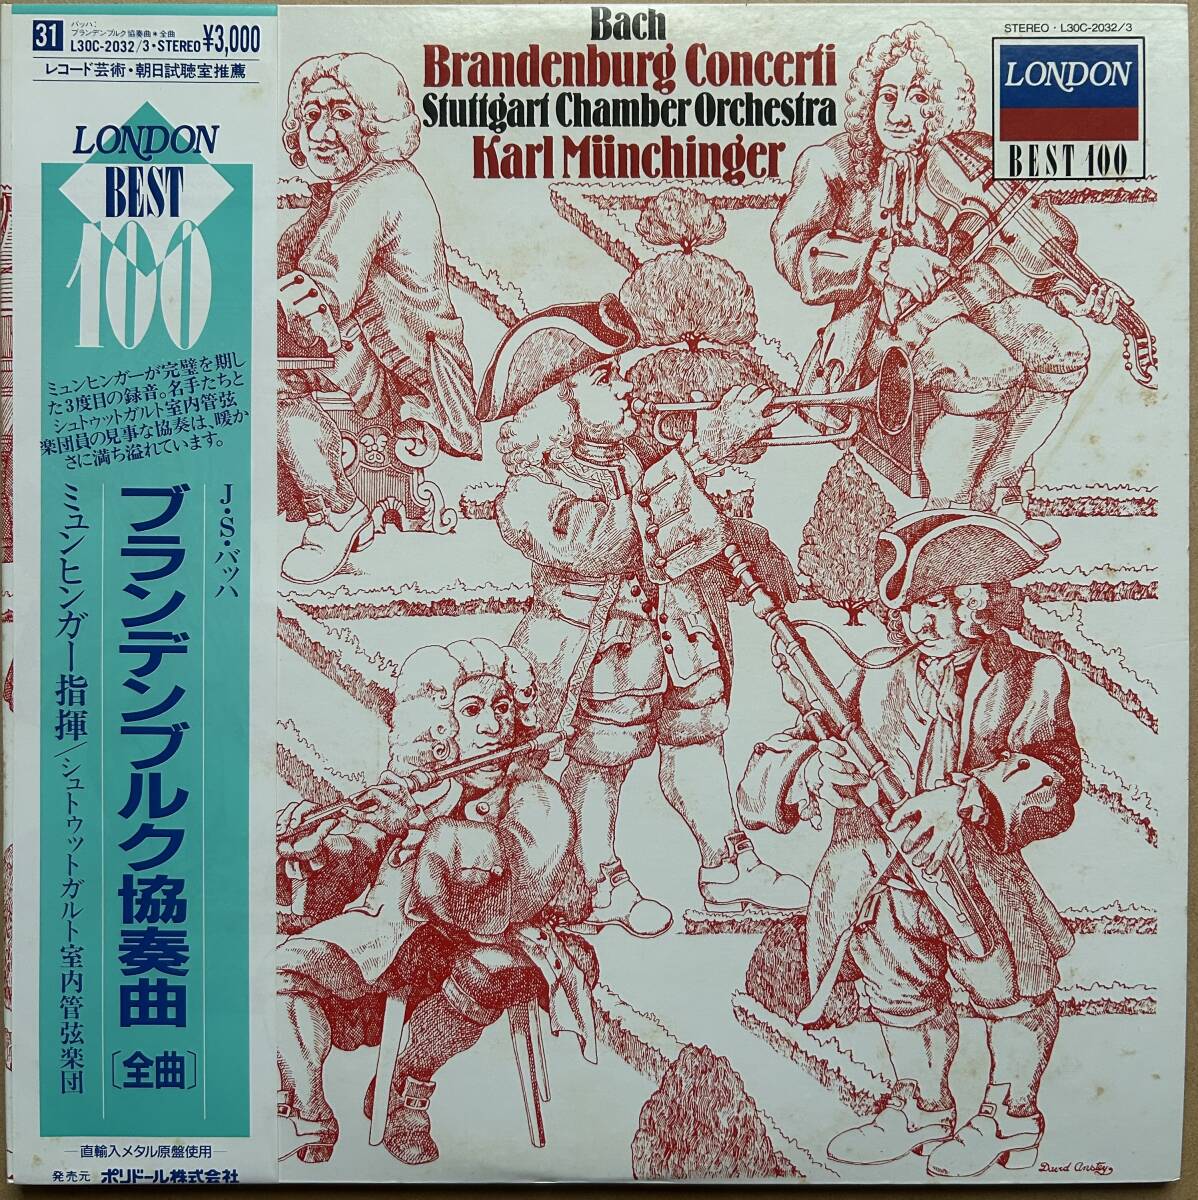 31
バッハ:
ブランデンブルク協奏曲*全曲
L30C-2032/3・STEREO ¥3,000
レコード芸術・朝日試聴室推薦
LONDON
BEST
100
ミュンヒンガーが完璧を期し
た3度目の録音。名手たちと
シュトゥットガルト室内管弦
楽団員の見事な協奏は、暖か
さに満ち溢れています。
J・S・バッハ
ブランデンブルク協奏曲〔全曲〕
ミュンヒンガー指揮/シュトゥットガルト室内管弦楽団
直輸入メタル原盤使用
発売元 ポリドール株式会社
Bach
Brandenburg Concerti
Stuttgart Chamber Orchestra
Karl Münchinger
STEREO・L30C-2032/3
LONDON
BEST 100
David Anstey